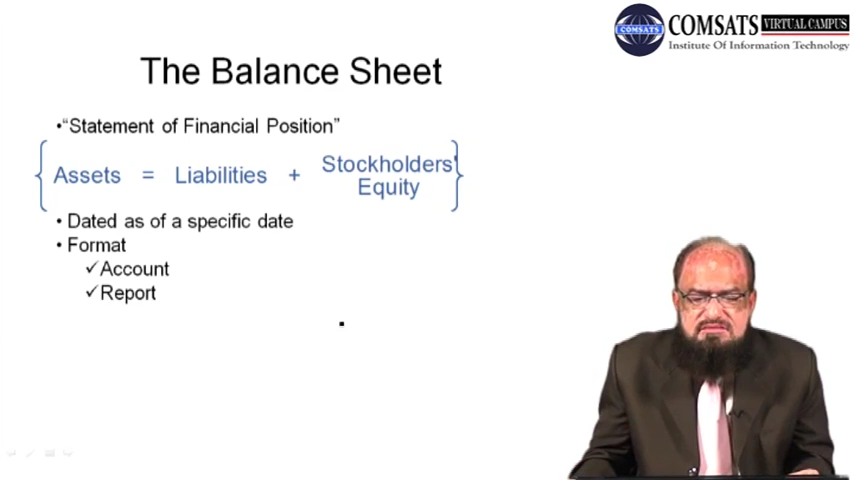 COMSATS VIRTUAL CAMPUS
Institute Of Information Technology
COMSATS
The Balance Sheet
•“Statement of Financial Position”
Assets = Liabilities + Stockholders' Equity
• Dated as of a specific date
• Format
✓Account
✓Report